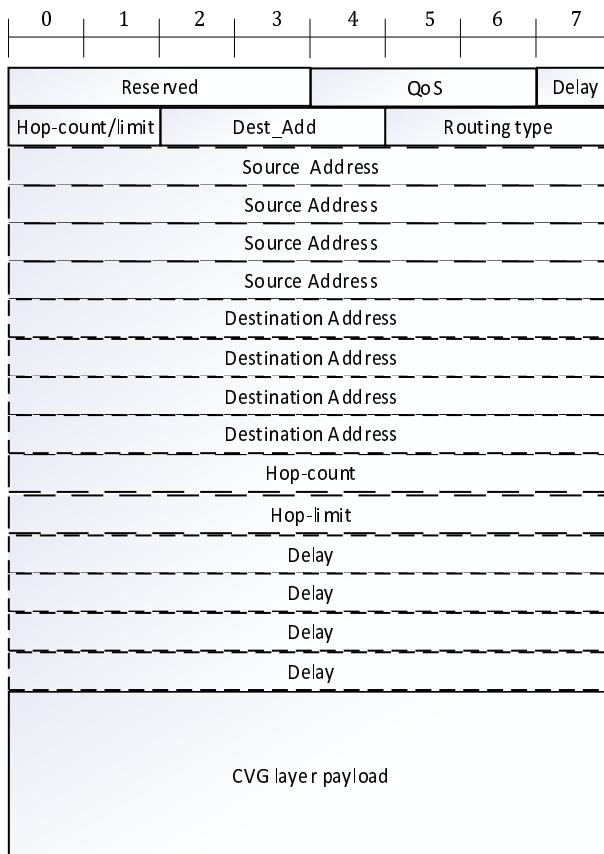 0 1 2 3 4 5 6 7
Reserved QoS Delay
Hop-count/limit Dest_Add Routing type
Source Address
Source Address
Source Address
Source Address
Destination Address
Destination Address
Destination Address
Destination Address
Hop-count
Hop-limit
Delay
Delay
Delay
Delay
CVG layer payload